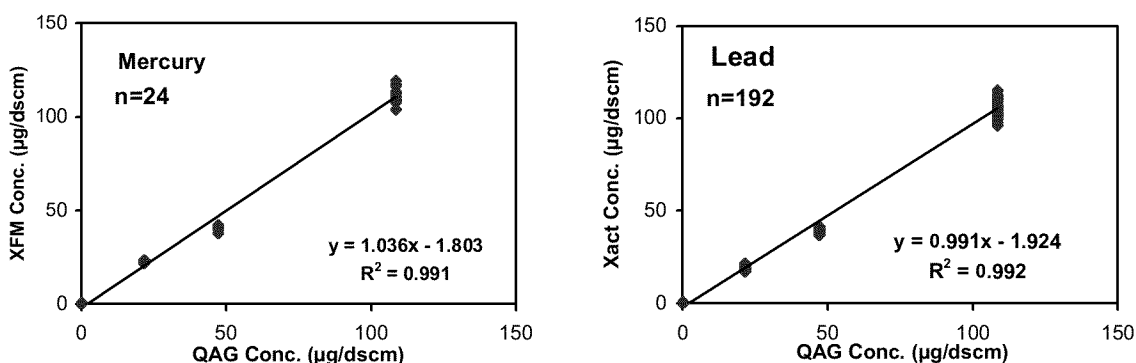 150
100
50
0
XFM Conc. (µg/dscm)
Mercury
n=24
y = 1.036x - 1.803
R² = 0.991
0 50 100 150
QAG Conc. (µg/dscm)
150
100
50
0
Xact Conc. (µg/dscm)
Lead
n=192
y = 0.991x - 1.924
R² = 0.992
0 50 100 150
QAG Conc. (µg/dscm)